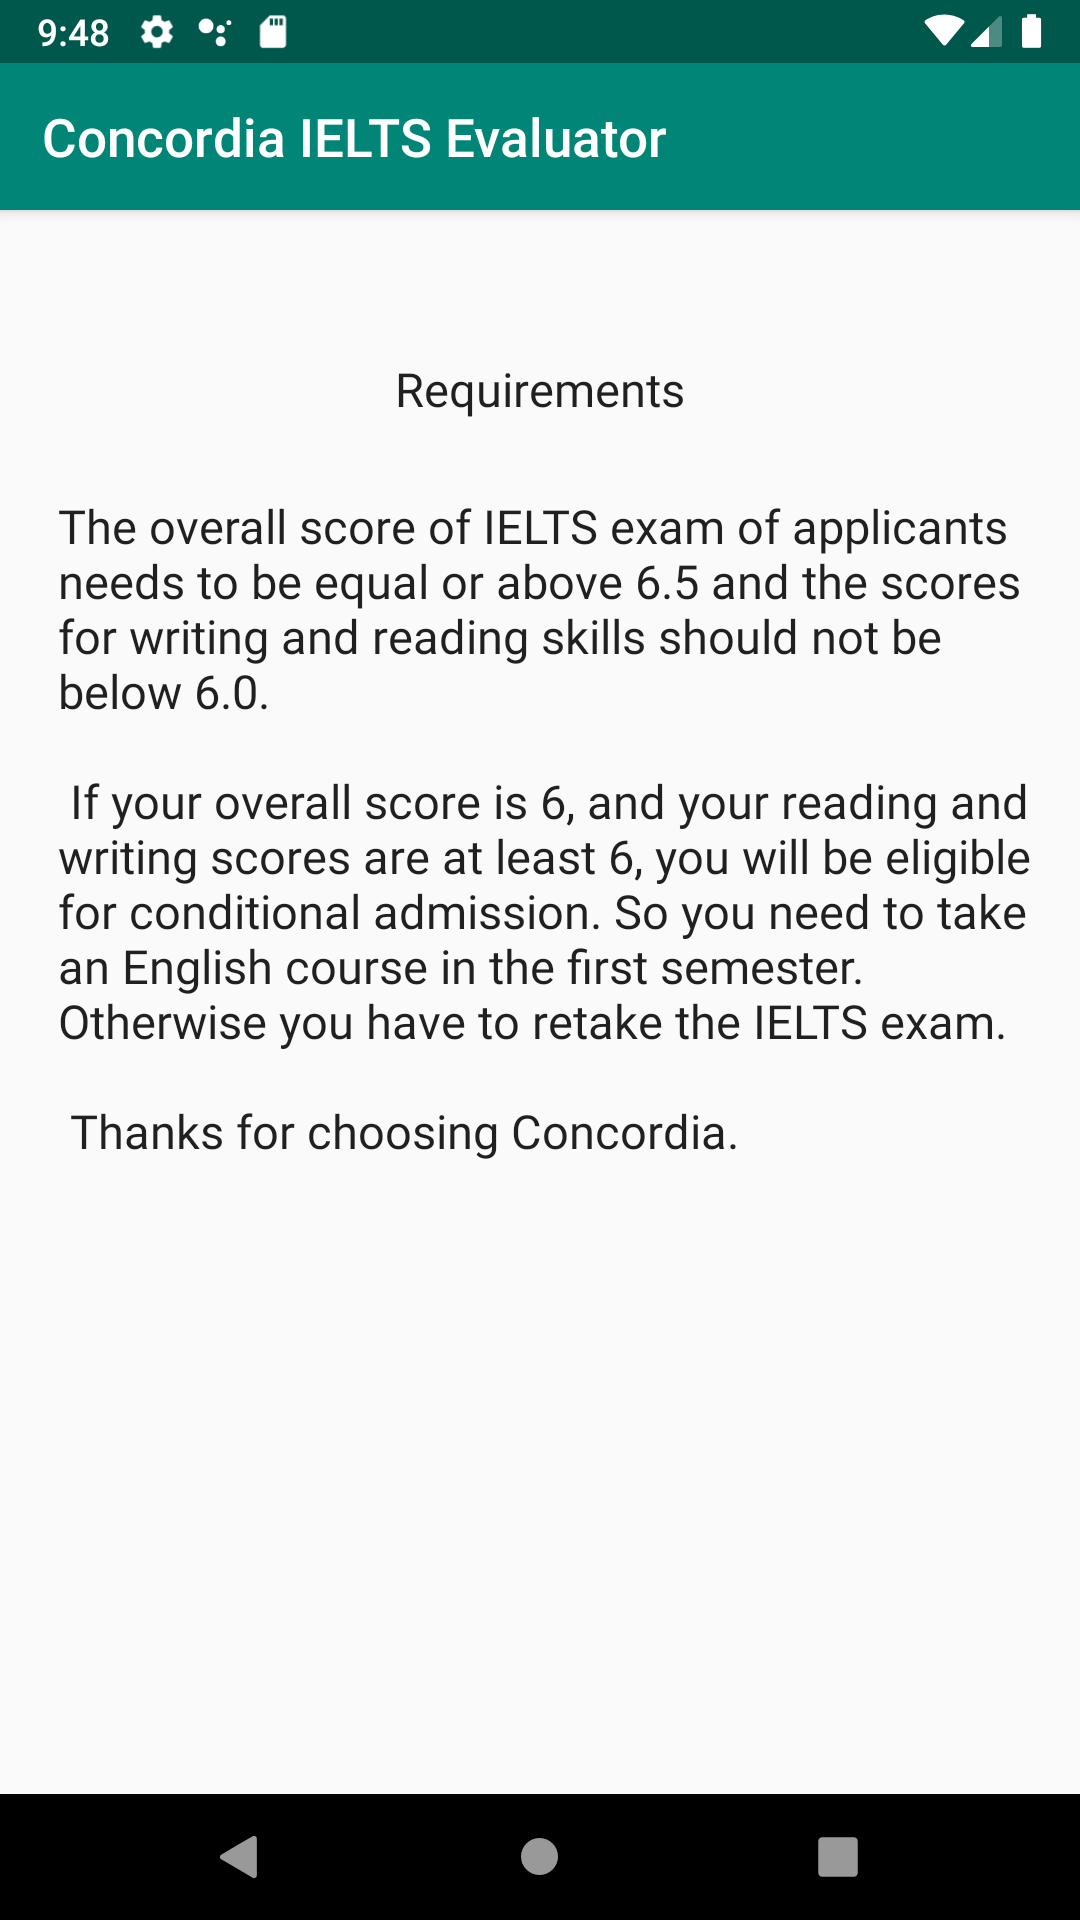 9:48
Concordia IELTS Evaluator
Requirements
The overall score of IELTS exam of applicants
needs to be equal or above 6.5 and the scores
for writing and reading skills should not be
below 6.0.
If your overall score is 6, and your reading and
writing scores are at least 6, you will be eligible
for conditional admission. So you need to take
an English course in the first semester.
Otherwise you have to retake the IELTS exam.
Thanks for choosing Concordia.